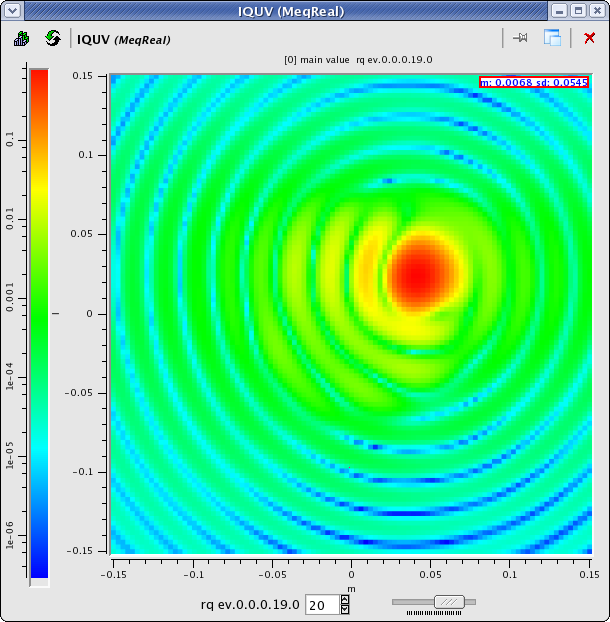 IQUV (MeqReal)
IQUV (MeqReal)
[0] main value rq ev.0.0.0.19.0
m: 0.0068 sd: 0.0545
0.1
0.01
0.001
1e-04
1e-05
1e-06
0.15
0.1
0.05
0
-0.05
-0.1
-0.15
-0.15 -0.1 -0.05 0 0.05 0.1 0.15
m
rq ev.0.0.0.19.0 20